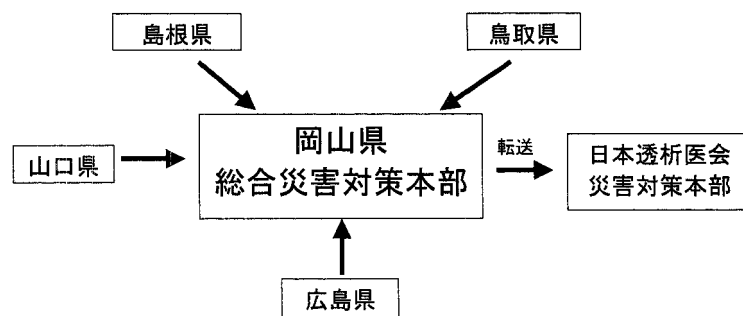 島根県
鳥取県
岡山県
総合災害対策本部
山口県
転送
日本透析医会
災害対策本部
広島県